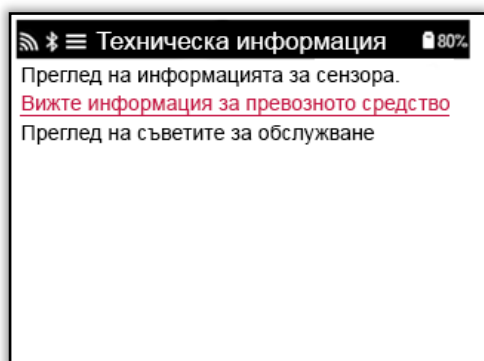 Техническа информация 80%
Преглед на информацията за сензора.
Вижте информация за превозното средство
Преглед на съветите за обслужване